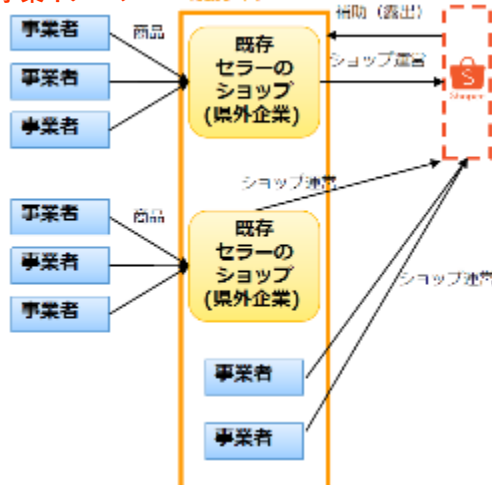 補助（露出）
事業者
商品
既存
セラーの
ショップ
(県外企業)
ショップ運営
事業者
Shopee
事業者
ショップ運営
事業者
商品
既存
セラーの
ショップ
(県外企業)
事業者
ショップ運営
事業者
事業者
事業者